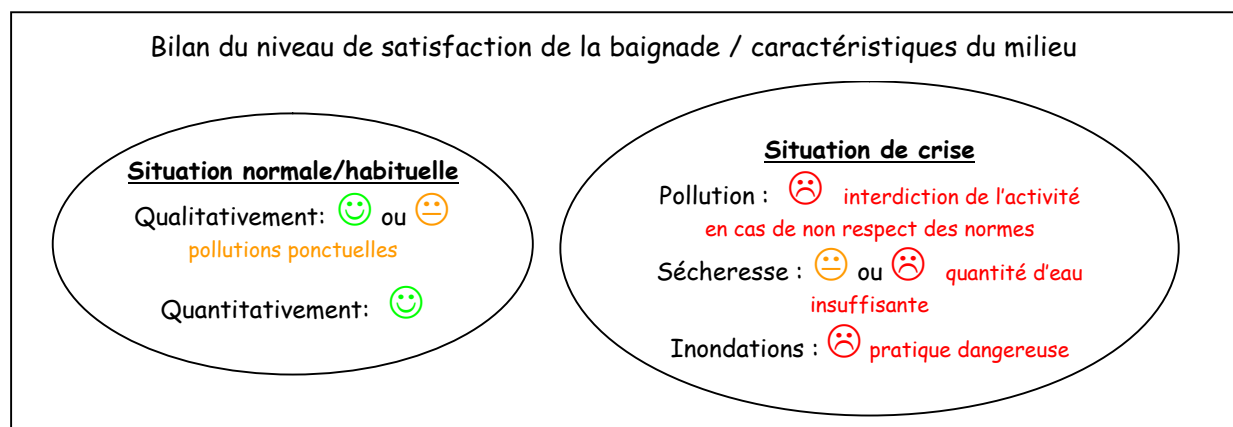 Bilan du niveau de satisfaction de la baignade / caractéristiques du milieu
Situation normale/habituelle
Qualitativement: ou
pollutions ponctuelles
Quantitativement:
Situation de crise
Pollution : interdiction de l'activité
en cas de non respect des normes
Sécheresse : ou quantité d'eau
insuffisante
Inondations : pratique dangereuse